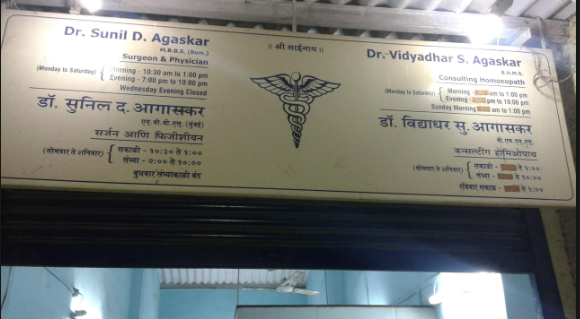 Dr. Sunil D. Agaskar
M.B.B.S. (Bom.)
Surgeon & Physician
(Monday to Saturday) { Morning - 10:30 am to 1:00 pm
Evening - 7:00 pm to 10:00 pm
Wednesday Evening Closed
डॉ. सुनिल द. आगासकर
एम्. बी. बी. एस्. (मुंबई)
सर्जन आणि फिजीशीयन
(सोमवार ते शनिवार) { सकाळी - १०:३० ते १:००
संध्या - ७:०० ते १०:००
बुधवार संध्याकाळी बंद
॥ श्री साईनाथ ॥
Dr. Vidyadhar S. Agaskar
B.H.M.S.
Consulting Homoeopath
(Monday to Saturday) { Morning - am to 1:00 pm
Evening - pm to 10:00 pm
Sunday Morning am to 1:00 pm
डॉ. विद्याधर सु. आगासकर
बी. एच्. एम्. एस्.
कन्सल्टींग होमिओपाथ
(सोमवार ते शनिवार) { सकाळी - ते १:००
संध्या - ते १०:००
रविवार सकाळ - ते १:००